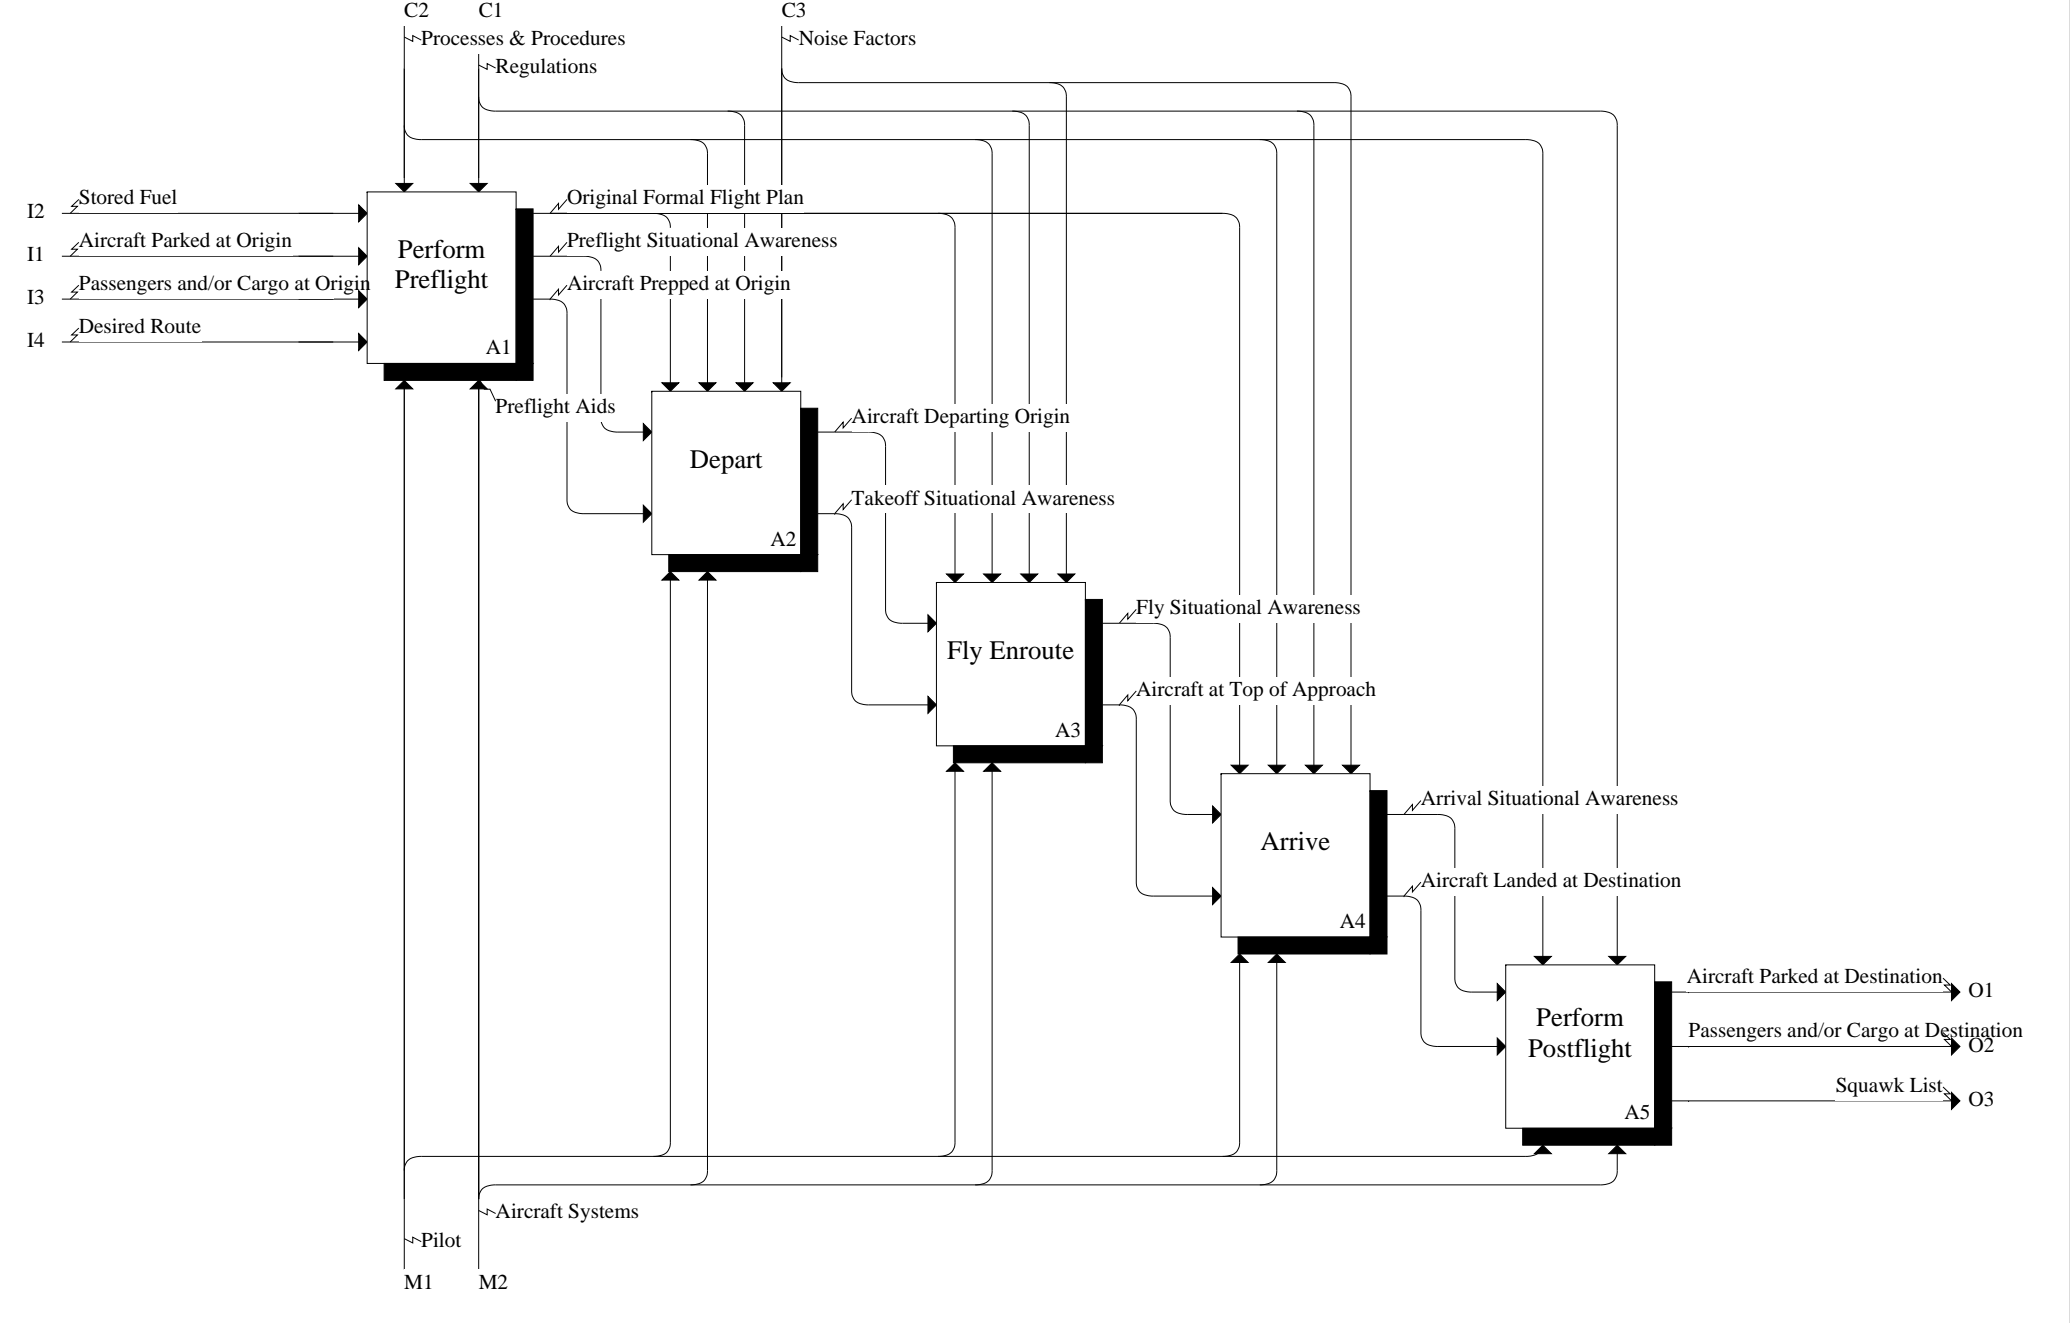 C2
C1
C3
Processes & Procedures
Noise Factors
Regulations
I2
Stored Fuel
Original Formal Flight Plan
I1
Aircraft Parked at Origin
Perform
Preflight
Preflight Situational Awareness
I3
Passengers and/or Cargo at Origin
Aircraft Prepped at Origin
I4
Desired Route
A1
Preflight Aids
Aircraft Departing Origin
Depart
Takeoff Situational Awareness
A2
Fly Situational Awareness
Fly Enroute
Aircraft at Top of Approach
A3
Arrival Situational Awareness
Arrive
Aircraft Landed at Destination
A4
Aircraft Parked at Destination
O1
Perform
Postflight
Passengers and/or Cargo at Destination
O2
Squawk List
O3
A5
Aircraft Systems
Pilot
M1
M2